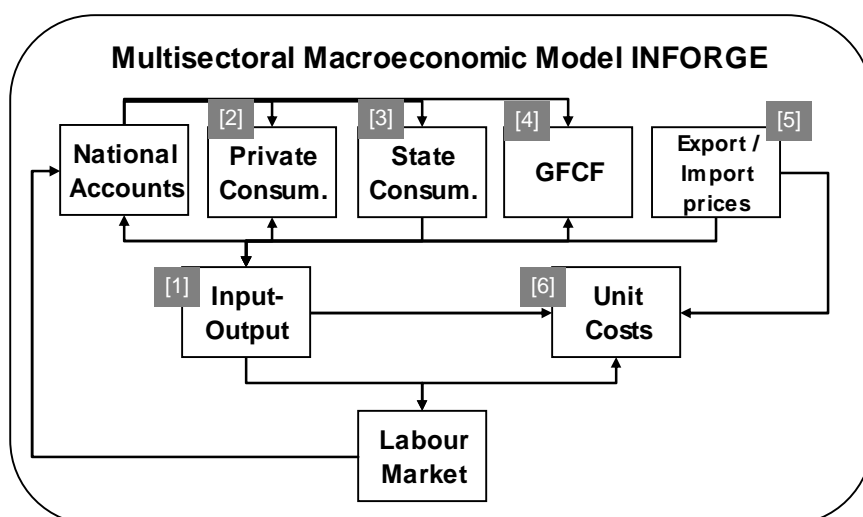 Multisectoral Macroeconomic Model INFORGE
National
Accounts
[2]
Private
Consum.
[3]
State
Consum.
[4]
GFCF
[5]
Export /
Import
prices
[1]
Input-
Output
[6]
Unit
Costs
Labour
Market